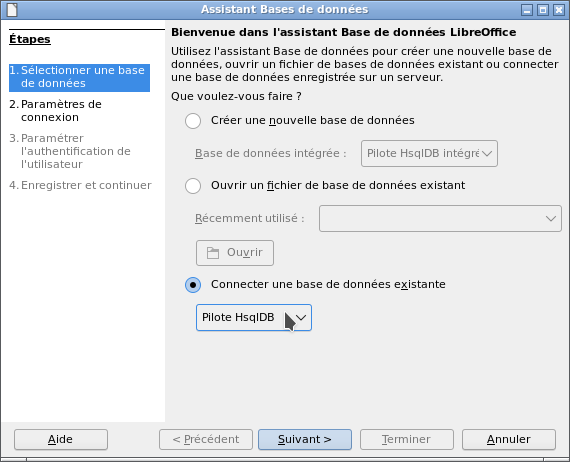 Assistant Bases de données
Étapes
1. Sélectionner une base
de données
2. Paramètres de
connexion
3. Paramétrer
l'authentification de
l'utilisateur
4. Enregistrer et continuer
Bienvenue dans l'assistant Base de données LibreOffice
Utilisez l'assistant Base de données pour créer une nouvelle base de
données, ouvrir un fichier de bases de données existant ou connecter
une base de données enregistrée sur un serveur.
Que voulez-vous faire ?
Créer une nouvelle base de données
Base de données intégrée :
Pilote HsqlDB intégré
Ouvrir un fichier de base de données existant
Récemment utilisé :
Ouvrir
Connecter une base de données existante
Pilote HsqlDB
Aide
< Précédent
Suivant >
Terminer
Annuler